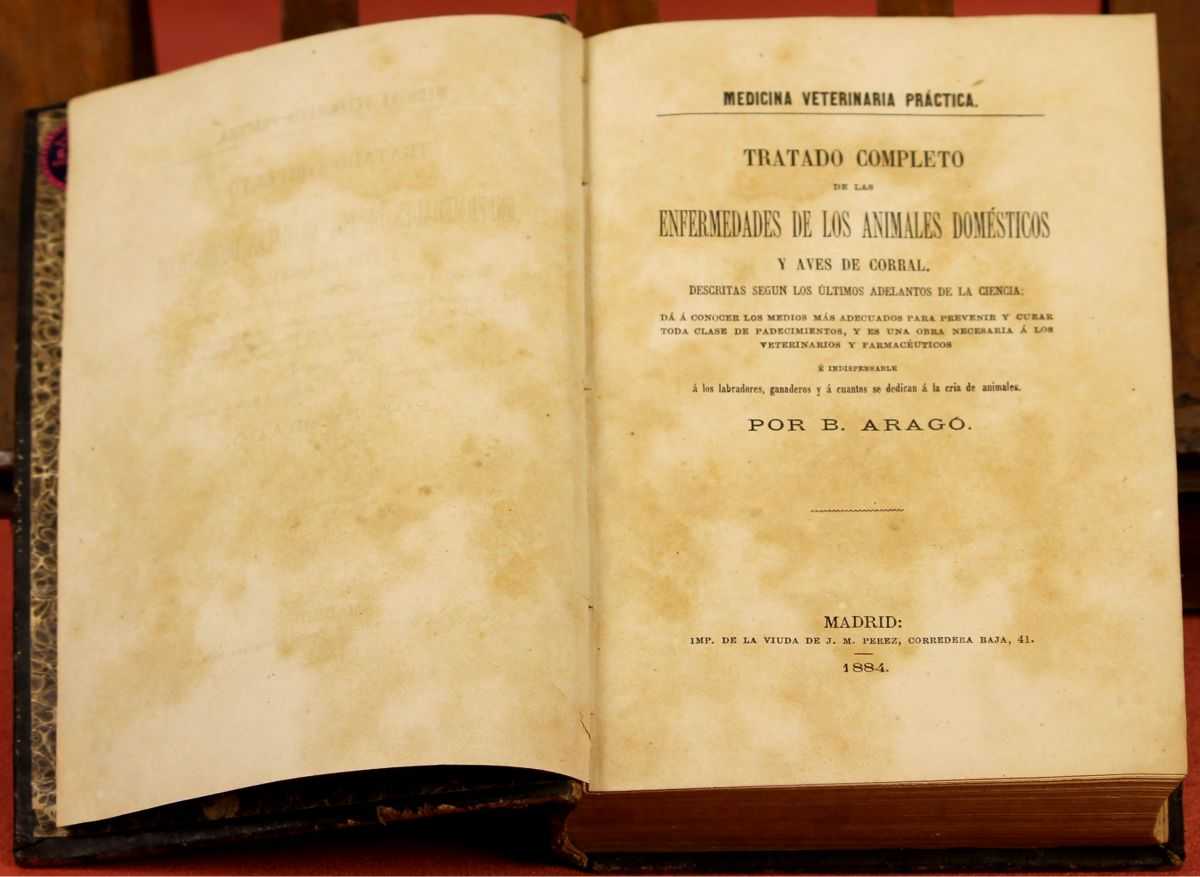 MEDICINA VETERINARIA PRÁCTICA.
TRATADO COMPLETO
DE LAS
ENFERMEDADES DE LOS ANIMALES DOMÉSTICOS
Y AVES DE CORRAL.
DESCRITAS SEGUN LOS ÚLTIMOS ADELANTOS DE LA CIENCIA:
DÁ Á CONOCER LOS MEDIOS MÁS ADECUADOS PARA PREVENIR Y CURAR
TODA CLASE DE PADECIMIENTOS, Y ES UNA OBRA NECESARIA Á LOS
VETERINARIOS Y FARMACÉUTICOS
É INDISPENSABLE
á los labradores, ganaderos y á cuantos se dedican á la cria de animales.
POR B. ARAGÓ.
MADRID:
IMP. DE LA VIUDA DE J. M. PEREZ, CORREDERA BAJA, 41.
1884.